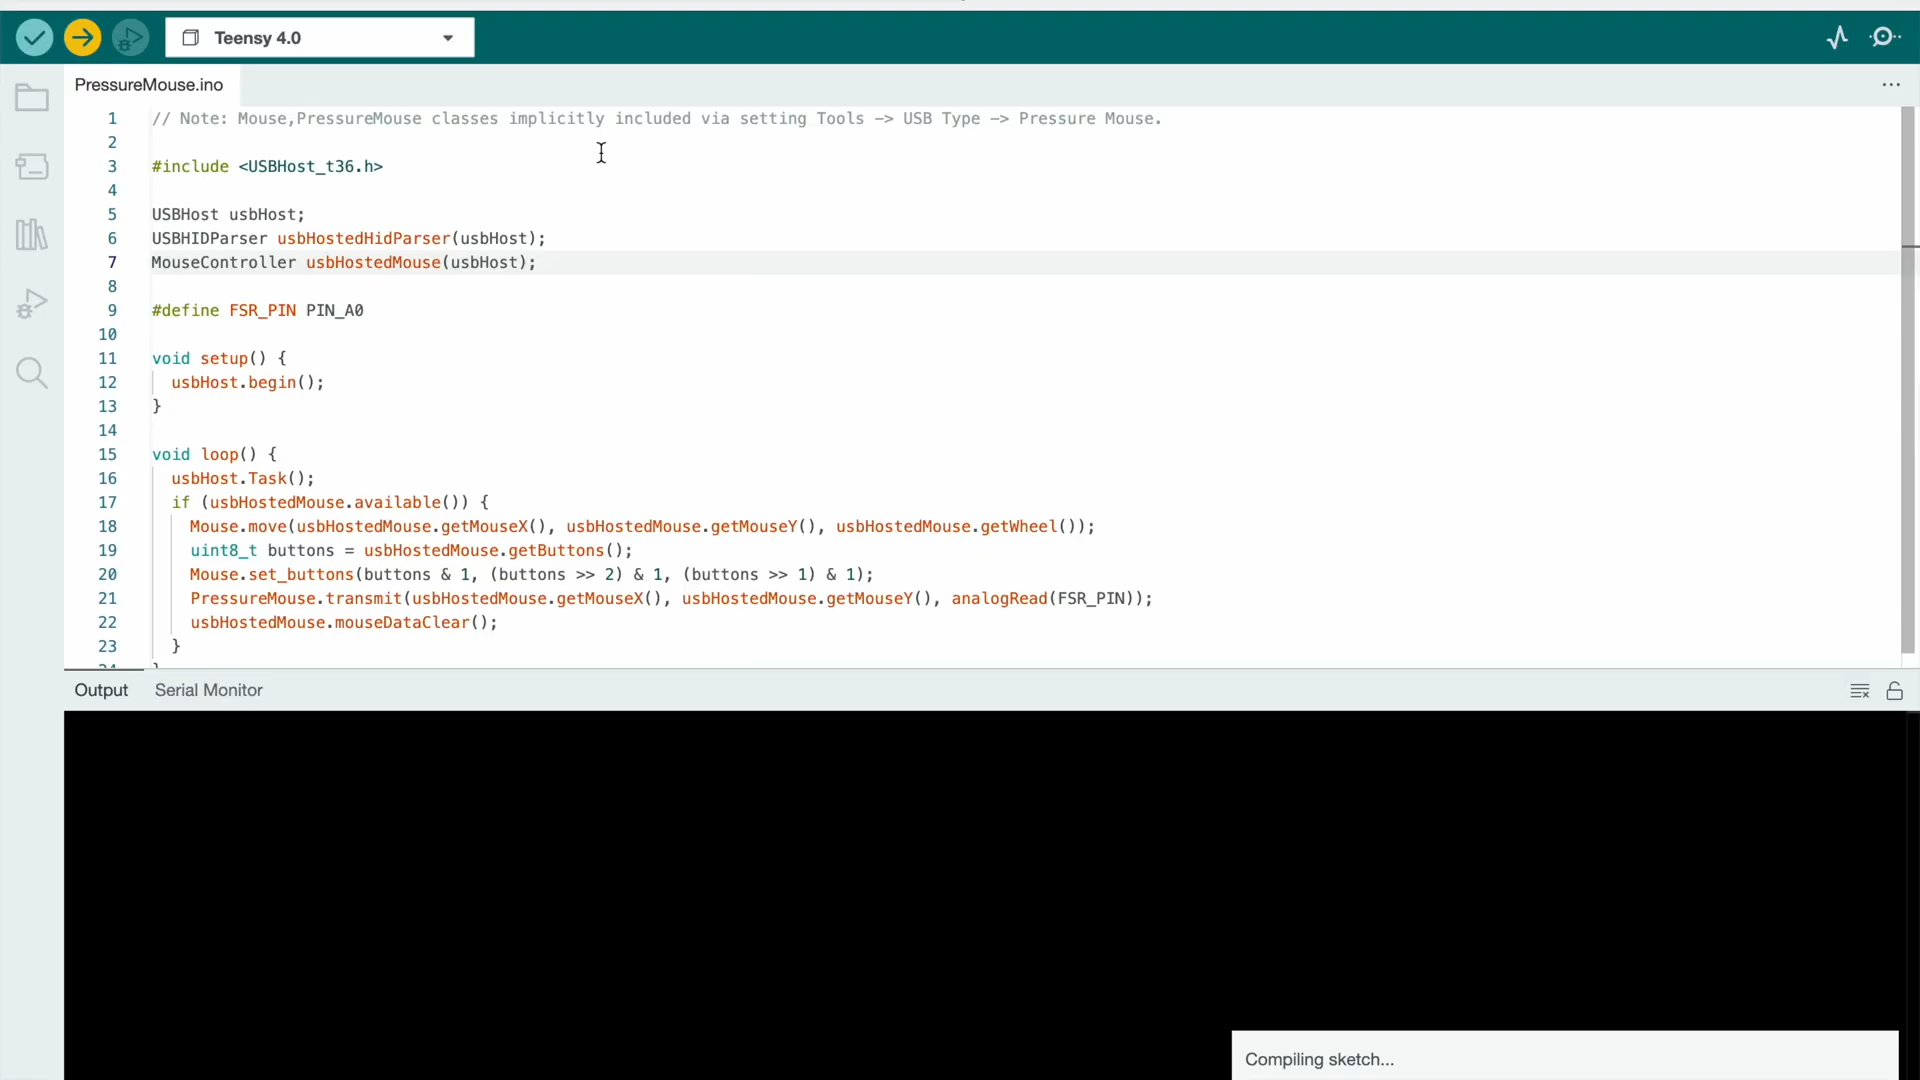 Teensy 4.0
PressureMouse.ino
1 // Note: Mouse,PressureMouse classes implicitly included via setting Tools -> USB Type -> Pressure Mouse.
2
3 #include <USBHost_t36.h>
4
5 USBHost usbHost;
6 USBHIDParser usbHostedHidParser(usbHost);
7 MouseController usbHostedMouse(usbHost);
8
9 #define FSR_PIN PIN_A0
10
11 void setup() {
12 usbHost.begin();
13 }
14
15 void loop() {
16 usbHost.Task();
17 if (usbHostedMouse.available()) {
18 Mouse.move(usbHostedMouse.getMouseX(), usbHostedMouse.getMouseY(), usbHostedMouse.getWheel());
19 uint8_t buttons = usbHostedMouse.getButtons();
20 Mouse.set_buttons(buttons & 1, (buttons >> 2) & 1, (buttons >> 1) & 1);
21 PressureMouse.transmit(usbHostedMouse.getMouseX(), usbHostedMouse.getMouseY(), analogRead(FSR_PIN));
22 usbHostedMouse.mouseDataClear();
23 }
Output Serial Monitor
Compiling sketch...